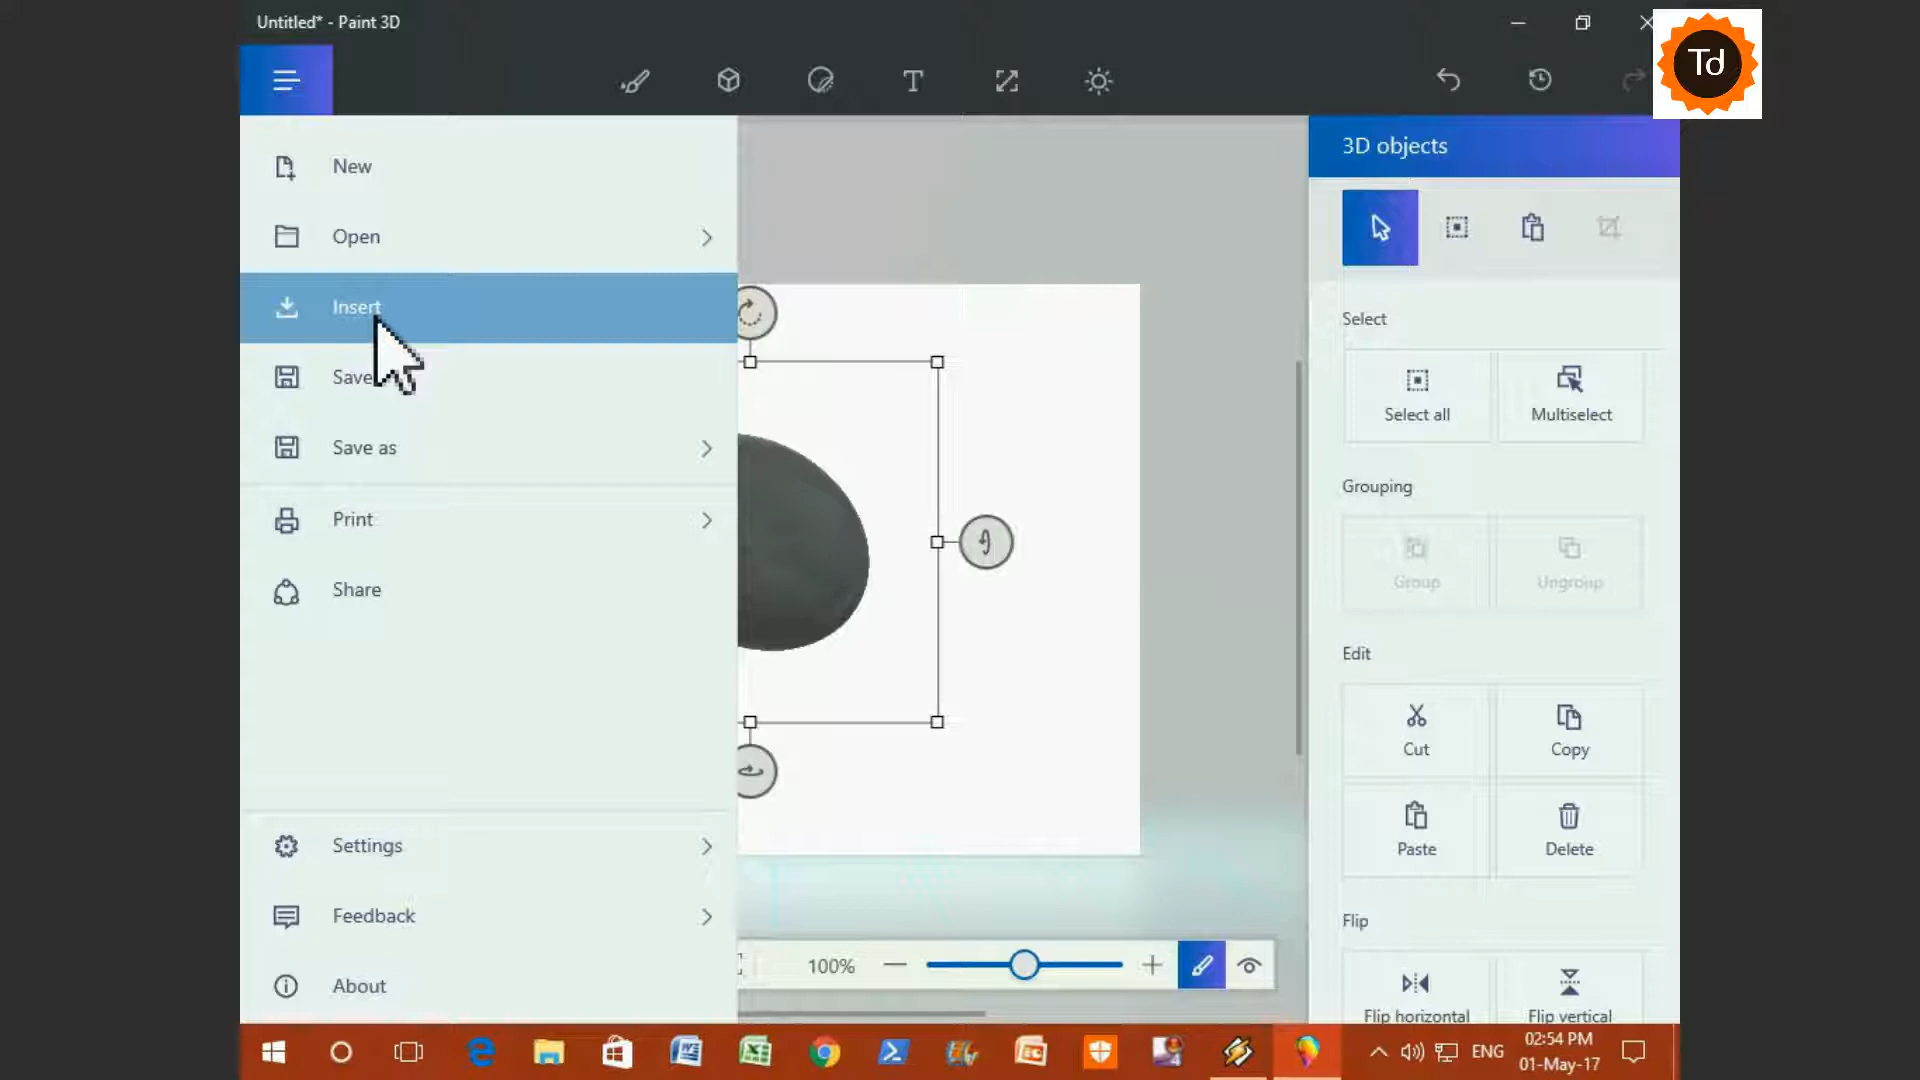 Untitled* - Paint 3D
Td
New
Open
Insert
Save
Save as
Print
Share
Settings
Feedback
About
100%
3D objects
Select
Select all
Multiselect
Grouping
Group
Ungroup
Edit
Cut
Copy
Paste
Delete
Flip
Flip horizontal
Flip vertical
ENG
02:54 PM
01-May-17